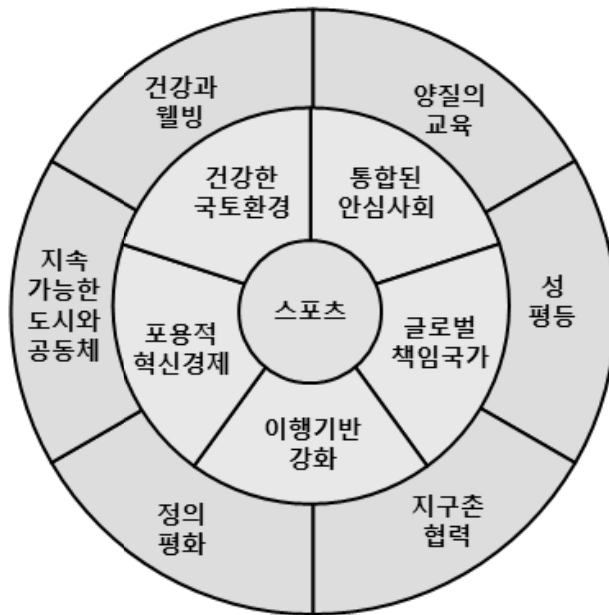 건강과
웰빙
양질의
교육
건강한
국토환경
통합된
안심사회
지속
가능한
도시와
공동체
성
평등
스포츠
포용적
혁신경제
글로벌
책임국가
이행기반
강화
정의
평화
지구촌
협력